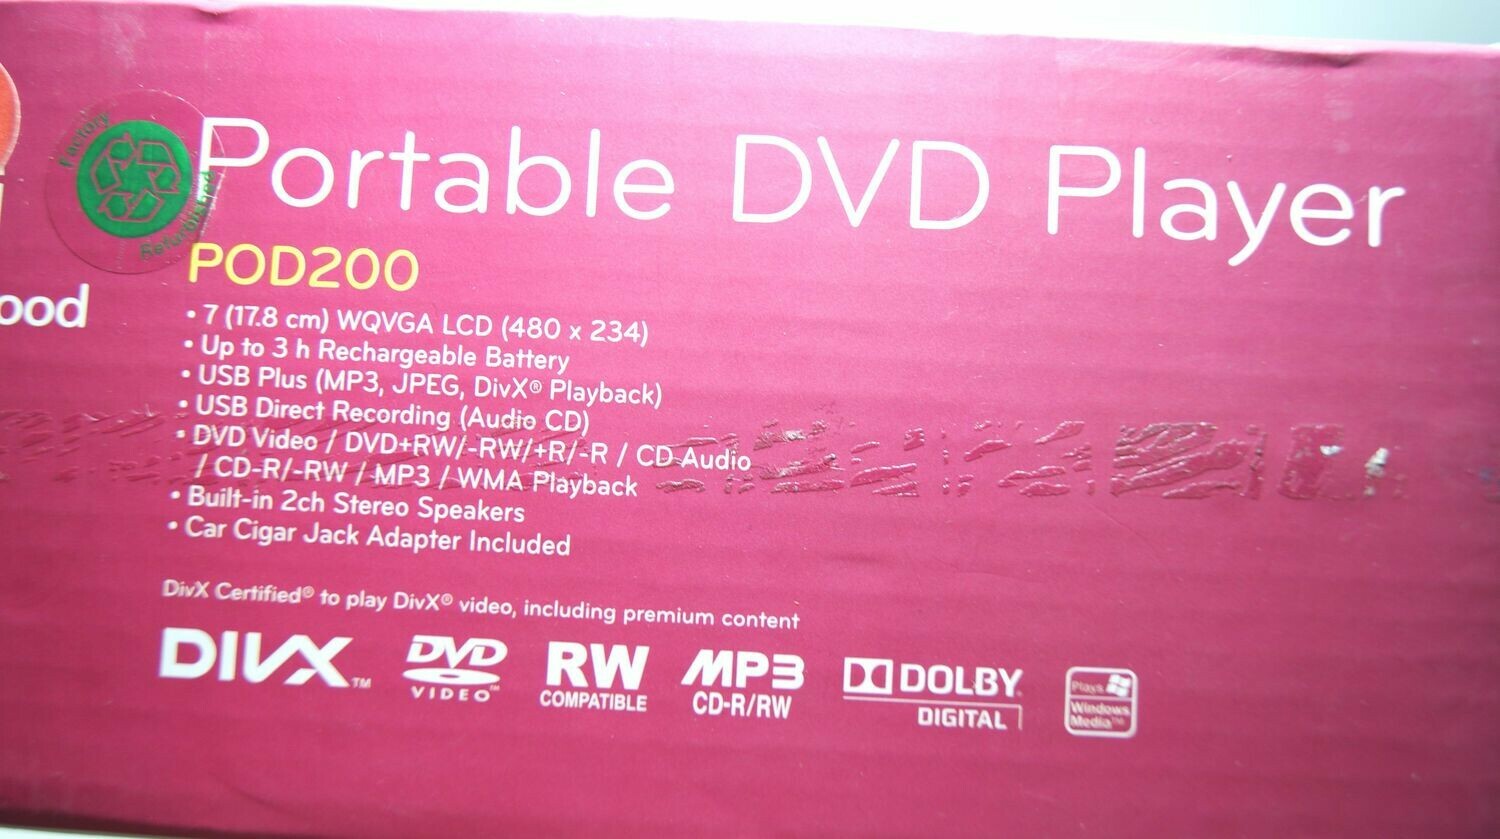 Factory
Refurbished
Portable DVD Player
POD200
ood
• 7 (17.8 cm) WQVGA LCD (480 x 234)
• Up to 3 h Rechargeable Battery
• USB Plus (MP3, JPEG, DivX® Playback)
• USB Direct Recording (Audio CD)
• DVD Video / DVD+RW/-RW/+R/-R / CD Audio
/ CD-R/-RW / MP3 / WMA Playback
• Built-in 2ch Stereo Speakers
• Car Cigar Jack Adapter Included
DivX Certified® to play DivX® video, including premium content
DIVX™
DVD
VIDEO™
RW
COMPATIBLE
MP3
CD-R/RW
DOLBY
DIGITAL
Plays
Windows
Media™